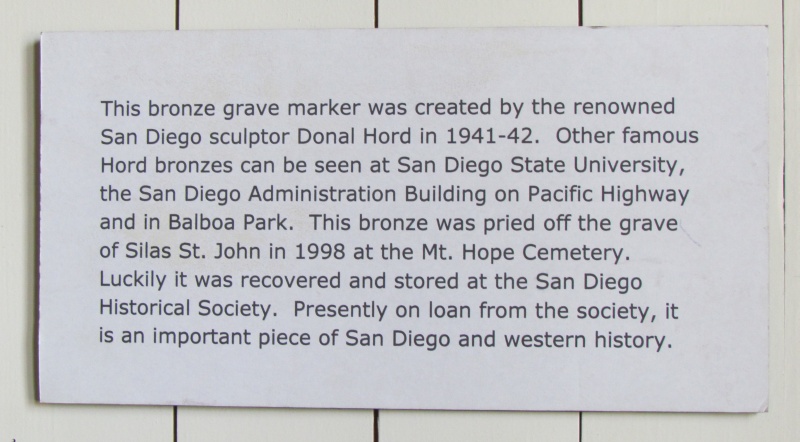 This bronze grave marker was created by the renowned
San Diego sculptor Donal Hord in 1941-42.  Other famous
Hord bronzes can be seen at San Diego State University,
the San Diego Administration Building on Pacific Highway
and in Balboa Park.  This bronze was pried off the grave
of Silas St. John in 1998 at the Mt. Hope Cemetery.
Luckily it was recovered and stored at the San Diego
Historical Society.  Presently on loan from the society, it
is an important piece of San Diego and western history.